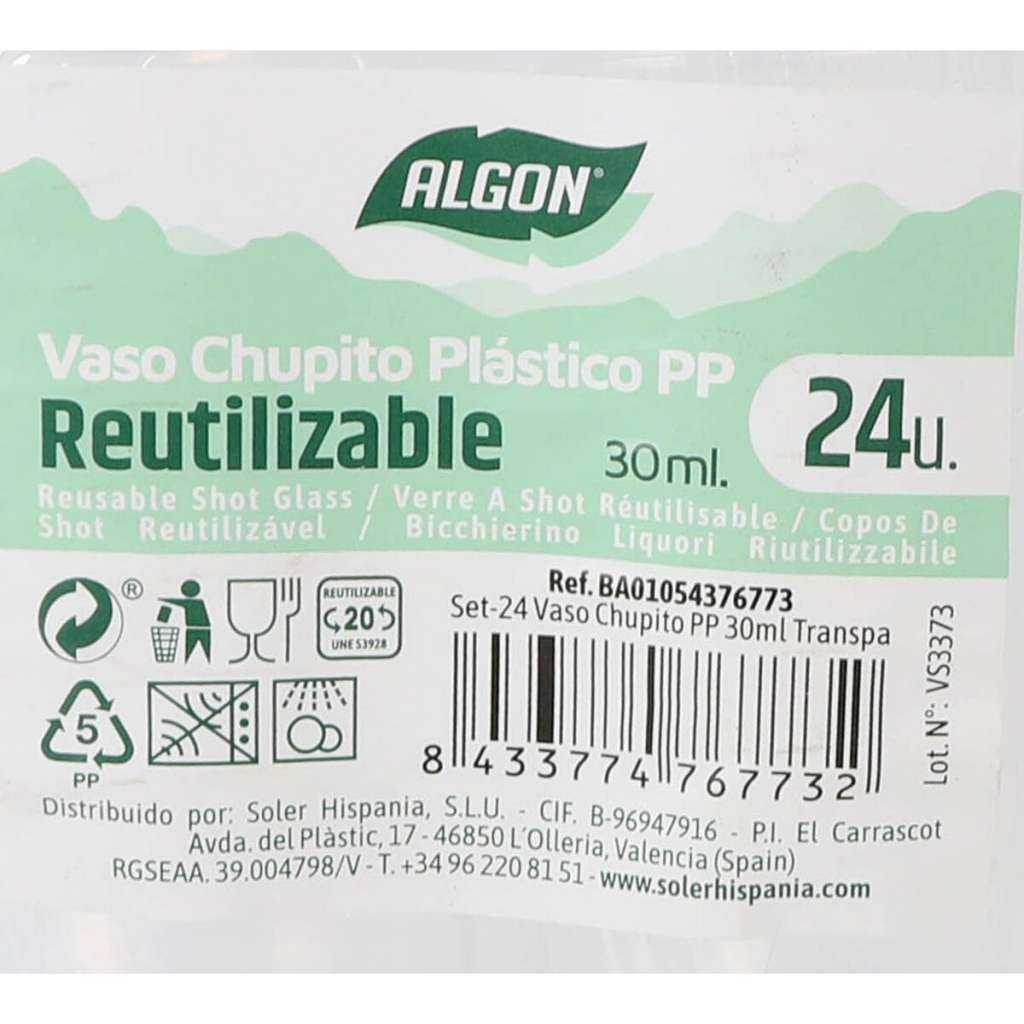 ALGON®
Vaso Chupito Plástico PP
Reutilizable
30ml.
24u.
Reusable Shot Glass / Verre A Shot Réutilisable / Copos De
Shot Reutilizável / Bicchierino Liquori Riutilizzabile
®
REUTILIZABLE
20
UNE 53928
5
PP
Ref. BA01054376773
Set-24 Vaso Chupito PP 30ml Transpa
8 433774 767732
Lot. Nº: VS3373
Distribuido por: Soler Hispania, S.L.U. - CIF. B-96947916 - P.I. El Carrascot
Avda. del Plàstic, 17 - 46850 L'Olleria, Valencia (Spain)
RGSEAA. 39.004798/V - T. +34 96 220 81 51 - www.solerhispania.com